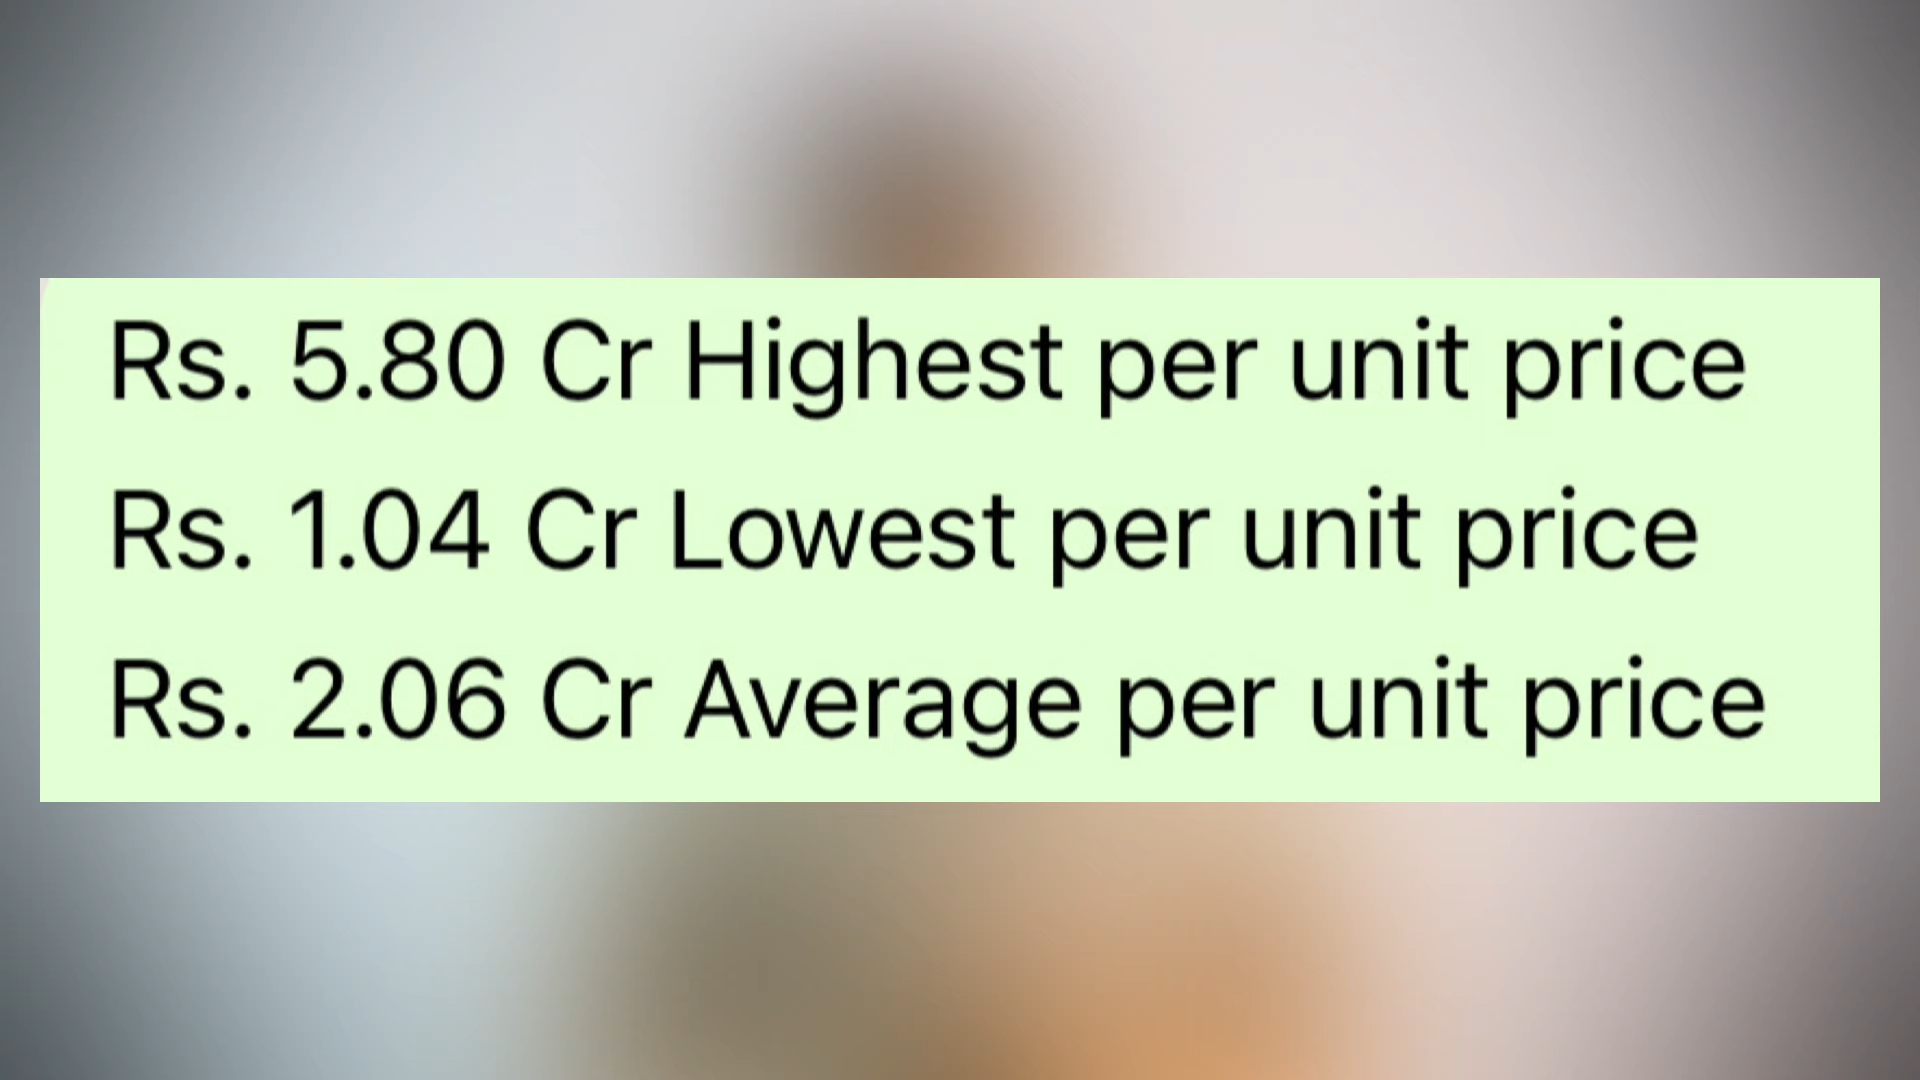 Rs. 5.80 Cr Highest per unit price
Rs. 1.04 Cr Lowest per unit price
Rs. 2.06 Cr Average per unit price